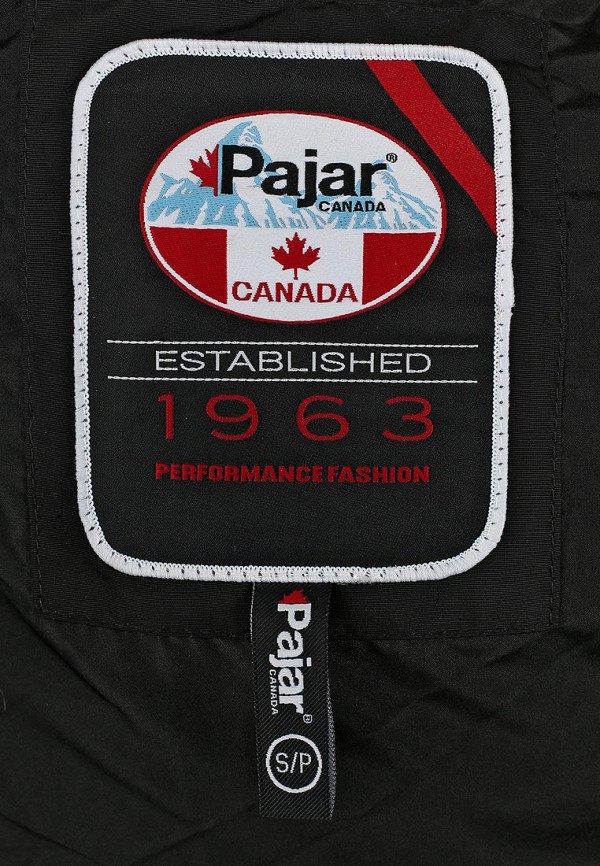 Pajar®
CANADA
CANADA
ESTABLISHED
1963
PERFORMANCE FASHION
Pajar®
CANADA
S/P